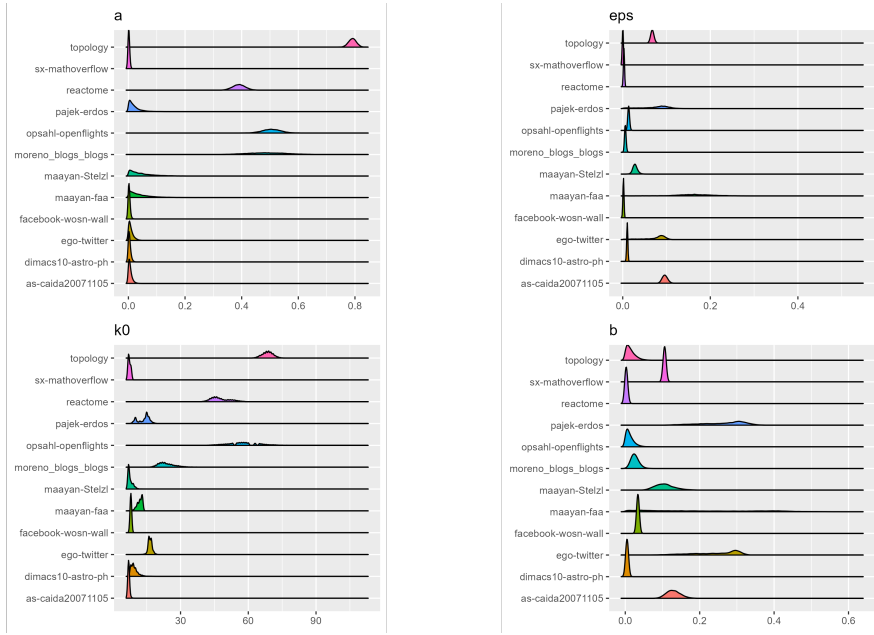 a
topology
sx-mathoverflow
reactome
pajek-erdos
opsahl-openflights
moreno_blogs_blogs
maayan-Stelzl
maayan-faa
facebook-wosn-wall
ego-twitter
dimacs10-astro-ph
as-caida20071105
0.0 0.2 0.4 0.6 0.8
eps
topology
sx-mathoverflow
reactome
pajek-erdos
opsahl-openflights
moreno_blogs_blogs
maayan-Stelzl
maayan-faa
facebook-wosn-wall
ego-twitter
dimacs10-astro-ph
as-caida20071105
0.0 0.2 0.4
k0
topology
sx-mathoverflow
reactome
pajek-erdos
opsahl-openflights
moreno_blogs_blogs
maayan-Stelzl
maayan-faa
facebook-wosn-wall
ego-twitter
dimacs10-astro-ph
as-caida20071105
30 60 90
b
topology
sx-mathoverflow
reactome
pajek-erdos
opsahl-openflights
moreno_blogs_blogs
maayan-Stelzl
maayan-faa
facebook-wosn-wall
ego-twitter
dimacs10-astro-ph
as-caida20071105
0.0 0.2 0.4 0.6